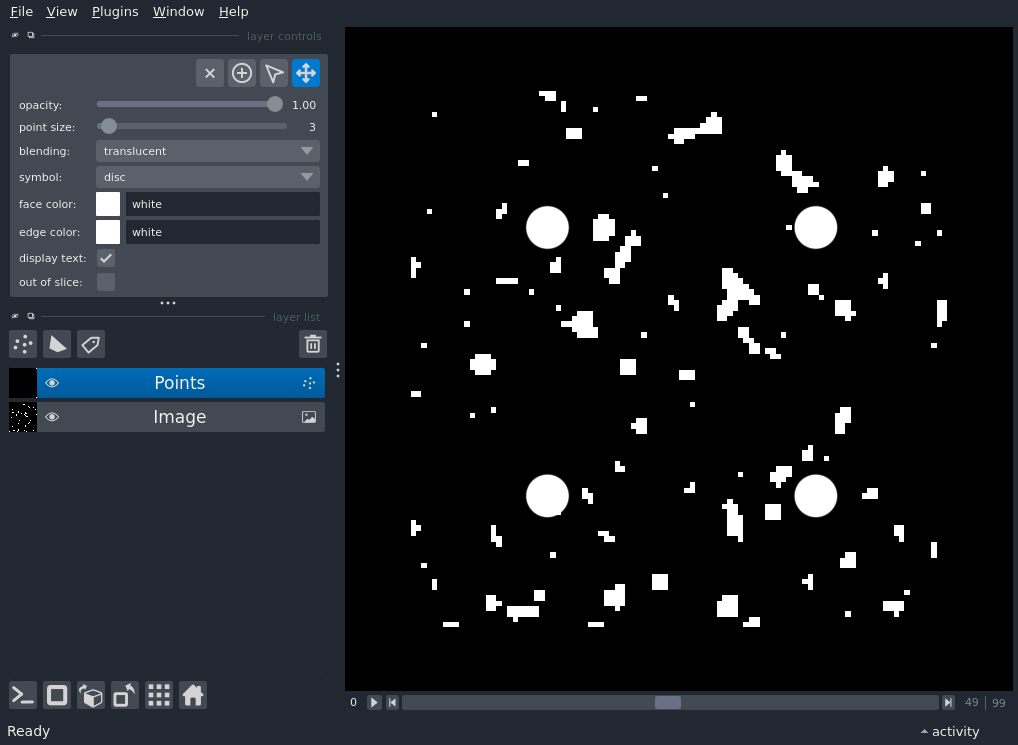 File View Plugins Window Help
layer controls
opacity: 1.00
point size: 3
blending: translucent
symbol: disc
face color: white
edge color: white
display text:
out of slice:
layer list
Points
Image
0 49 99
Ready activity